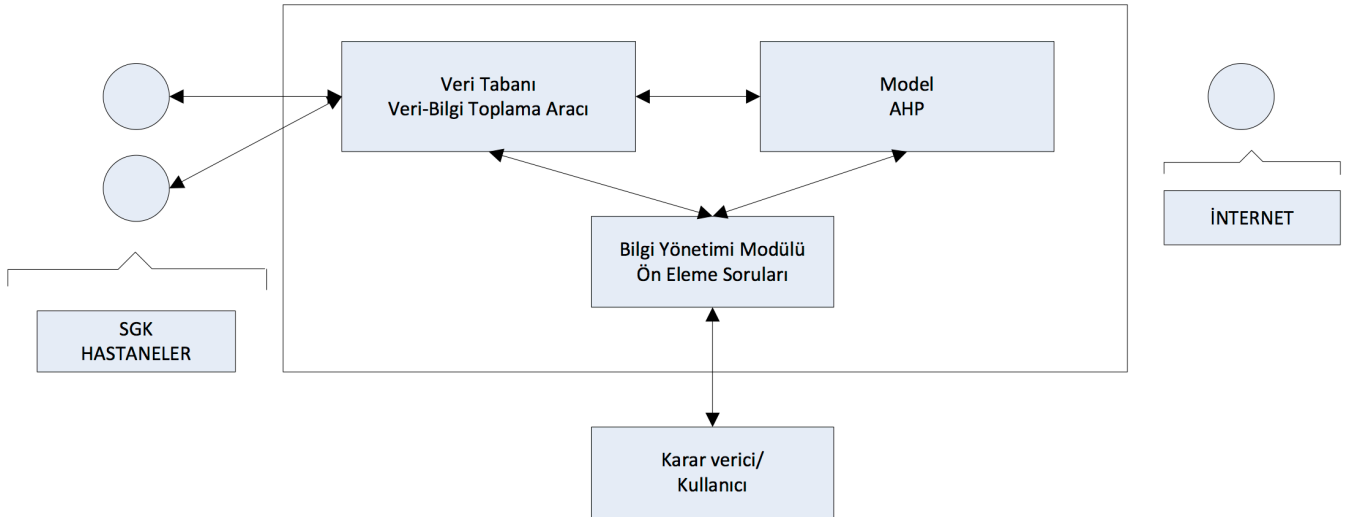 Veri Tabanı
Veri-Bilgi Toplama Aracı
Model
AHP
İNTERNET
Bilgi Yönetimi Modülü
Ön Eleme Soruları
SGK
HASTANELER
Karar verici/
Kullanıcı